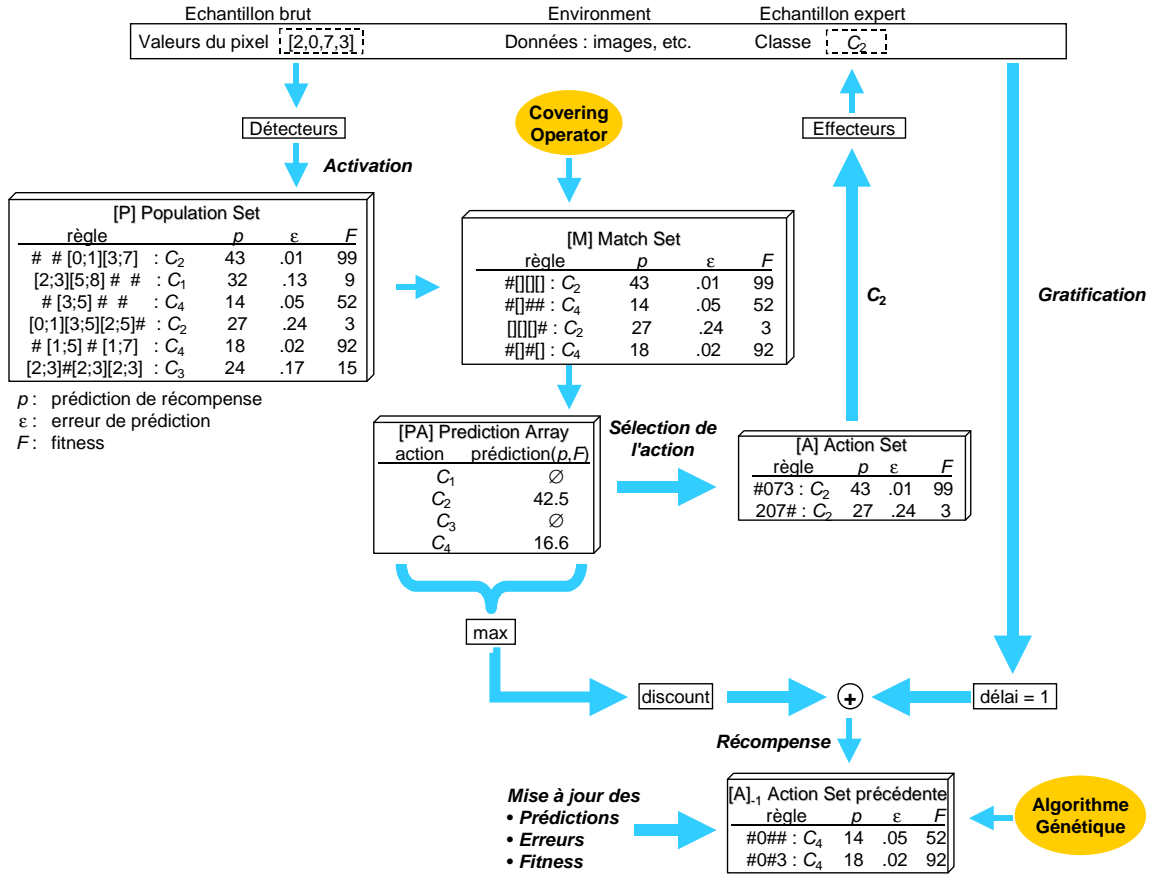 Echantillon brut Environment Echantillon expert
Valeurs du pixel [2,0,7,3] Données : images, etc. Classe C2
Détecteurs
Covering
Operator
Effecteurs
Activation
[P] Population Set
règle p ε F
# # [0;1][3;7] : C2 43 .01 99
[2;3][5;8] # # : C1 32 .13 9
# [3;5] # # : C4 14 .05 52
[0;1][3;5][2;5]# : C2 27 .24 3
# [1;5] # [1;7] : C4 18 .02 92
[2;3]#[2;3][2;3] : C3 24 .17 15
p : prédiction de récompense
ε : erreur de prédiction
F : fitness
[M] Match Set
règle p ε F
#[][][] : C2 43 .01 99
#[]## : C4 14 .05 52
[][][]# : C2 27 .24 3
#[]#[] : C4 18 .02 92
C2
Gratification
[PA] Prediction Array
action prédiction(p,F)
C1 ∅
C2 42.5
C3 ∅
C4 16.6
Sélection de
l'action
[A] Action Set
règle p ε F
#073 : C2 43 .01 99
207# : C2 27 .24 3
max
discount
+
délai = 1
Récompense
Mise à jour des
• Prédictions
• Erreurs
• Fitness
[A]-1 Action Set précédente
règle p ε F
#0## : C4 14 .05 52
#0#3 : C4 18 .02 92
Algorithme
Génétique